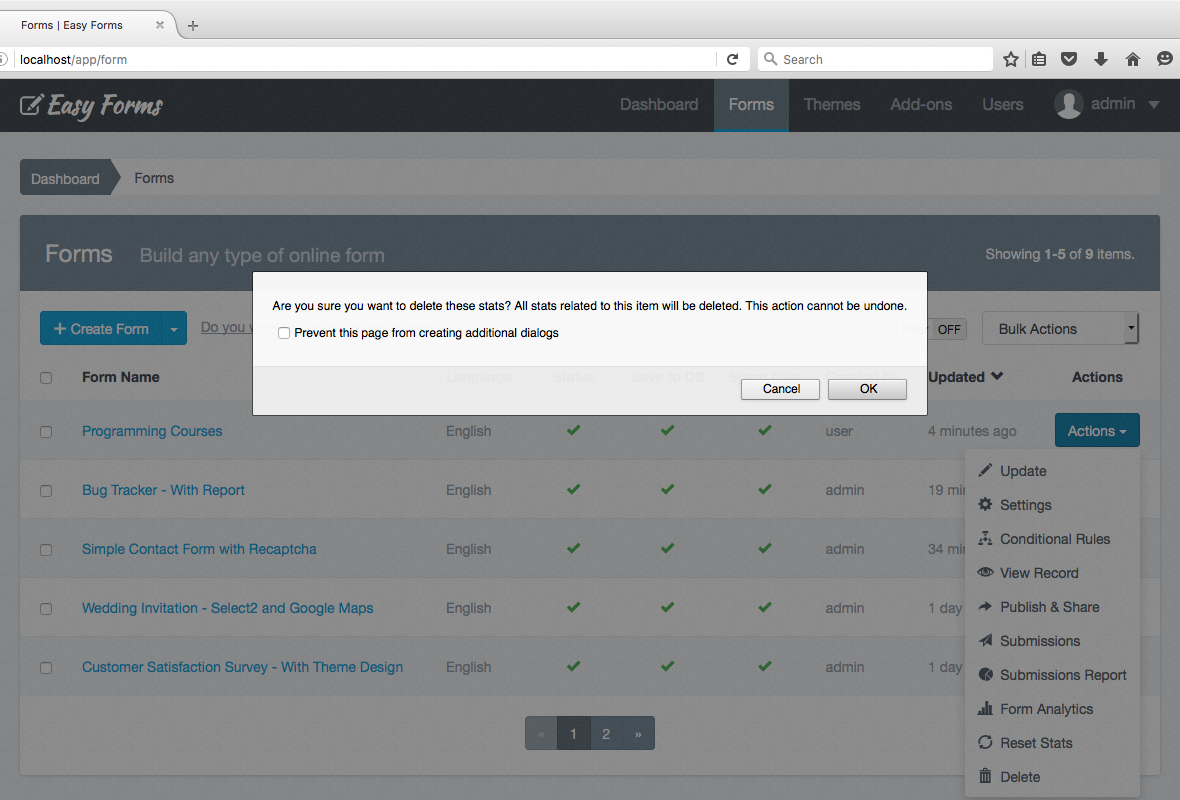 Forms | Easy Forms
localhost/app/form
Search
Easy Forms
Dashboard Forms Themes Add-ons Users admin
Dashboard Forms
Forms Build any type of online form Showing 1-5 of 9 items.
Are you sure you want to delete these stats? All stats related to this item will be deleted. This action cannot be undone.
Prevent this page from creating additional dialogs
Cancel OK
+ Create Form Do you OFF Bulk Actions
Form Name Language Status Save to DB Updated Actions
Programming Courses English user 4 minutes ago Actions
Bug Tracker - With Report English admin 19
Simple Contact Form with Recaptcha English admin 34
Wedding Invitation - Select2 and Google Maps English admin 1 day
Customer Satisfaction Survey - With Theme Design English admin 1 day
Update
Settings
Conditional Rules
View Record
Publish & Share
Submissions
Submissions Report
Form Analytics
Reset Stats
Delete
« 1 2 »